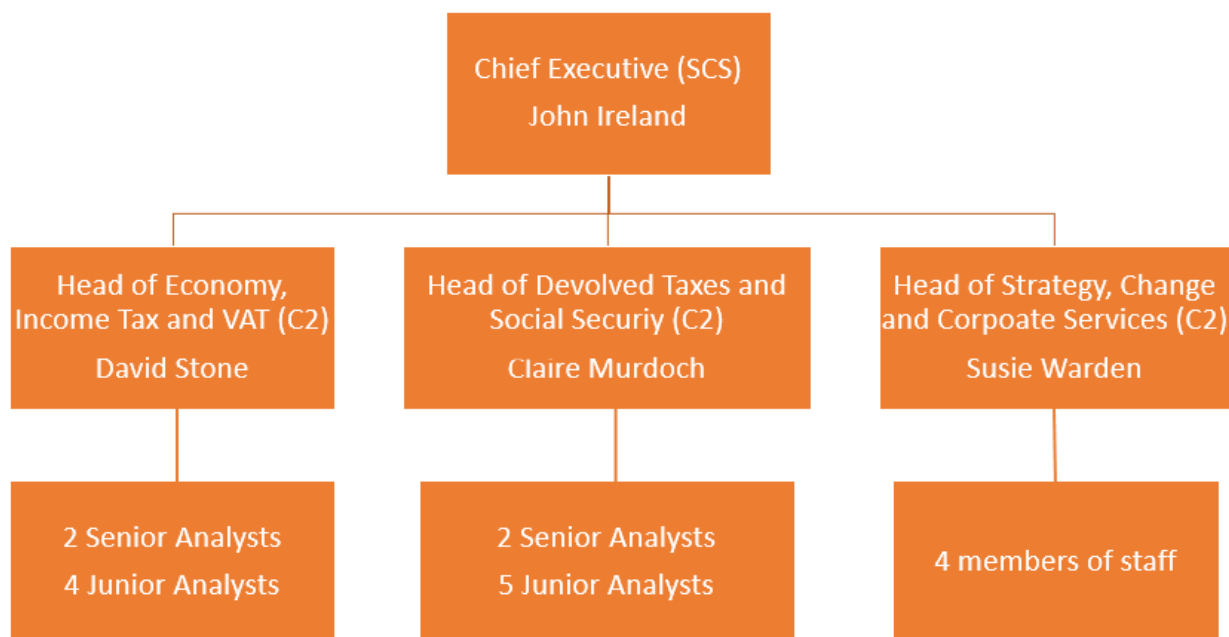 Chief Executive (SCS)
John Ireland
Head of Economy,
Income Tax and VAT (C2)
David Stone
Head of Devolved Taxes and
Social Securiy (C2)
Claire Murdoch
Head of Strategy, Change
and Corpoate Services (C2)
Susie Warden
2 Senior Analysts
4 Junior Analysts
2 Senior Analysts
5 Junior Analysts
4 members of staff